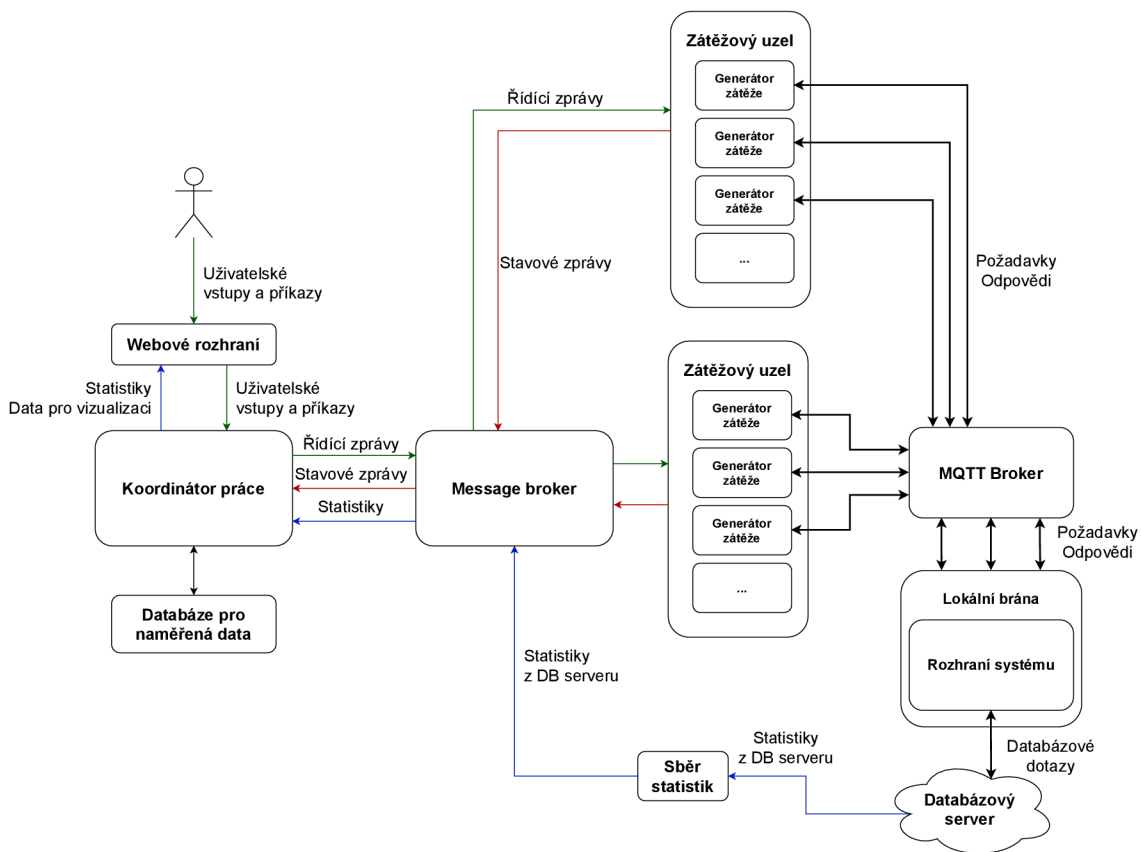 Zátěžový uzel
Generátor
zátěže
Generátor
zátěže
Generátor
zátěže
...
Řídící zprávy
Stavové zprávy
Požadavky
Odpovědi
Uživatelské
vstupy a příkazy
Webové rozhraní
Statistiky
Data pro vizualizaci
Uživatelské
vstupy a příkazy
Koordinátor práce
Řídící zprávy
Stavové zprávy
Statistiky
Message broker
Zátěžový uzel
Generátor
zátěže
Generátor
zátěže
Generátor
zátěže
...
MQTT Broker
Požadavky
Odpovědi
Lokální brána
Rozhraní systému
Databáze pro
naměřená data
Statistiky
z DB serveru
Statistiky
z DB serveru
Sběr
statistik
Databázové
dotazy
Databázový
server